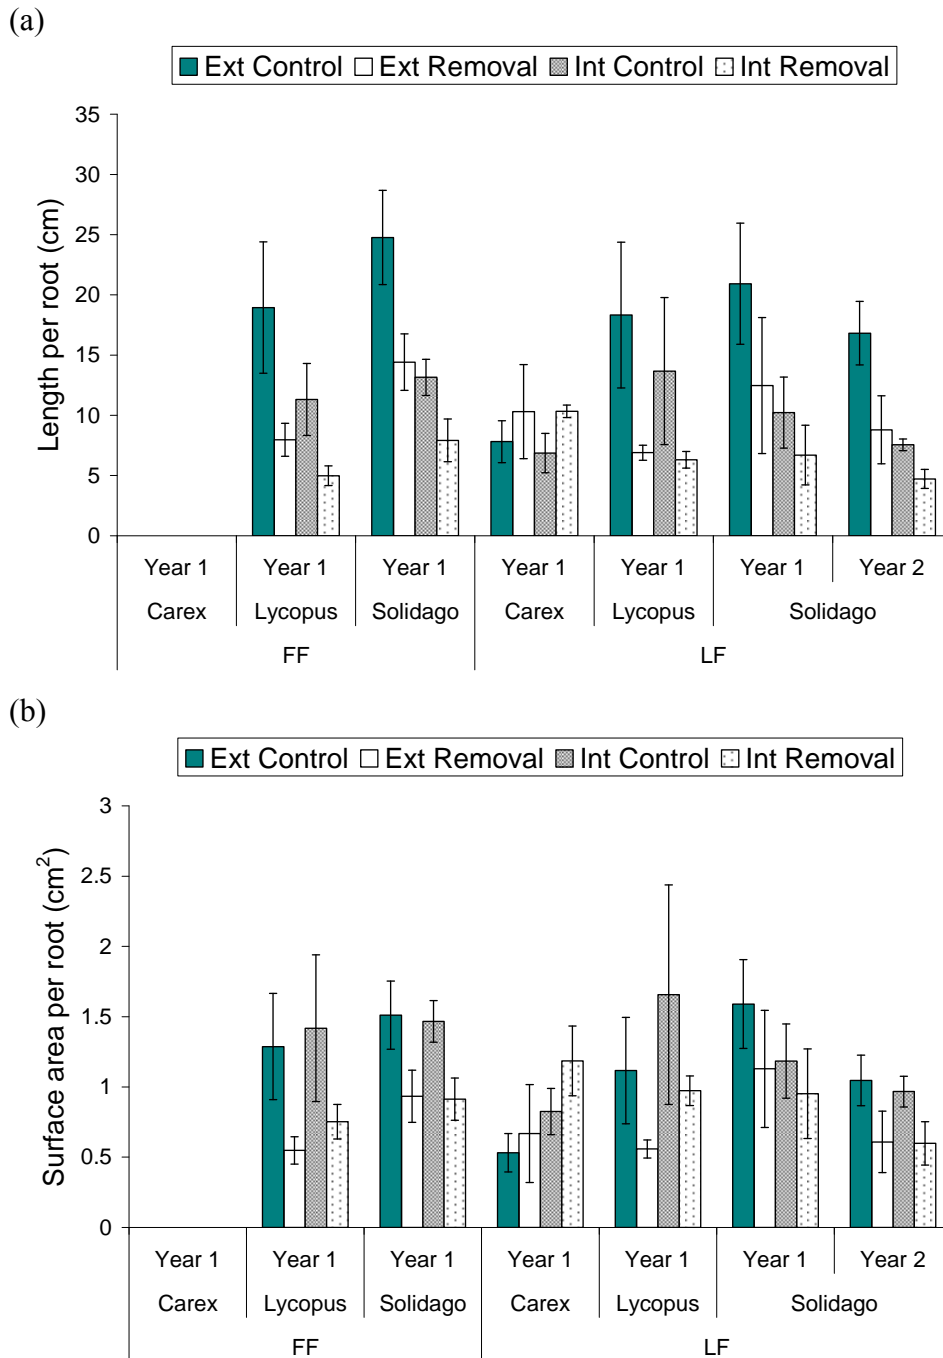 (a)
Ext Control Ext Removal Int Control Int Removal
35
30
25
20
15
10
5
0
Length per root (cm)
Year 1 Year 1 Year 1 Year 1 Year 1 Year 1 Year 2
Carex Lycopus Solidago Carex Lycopus Solidago
FF LF
(b)
Ext Control Ext Removal Int Control Int Removal
3
2.5
2
1.5
1
0.5
0
Surface area per root (cm²)
Year 1 Year 1 Year 1 Year 1 Year 1 Year 1 Year 2
Carex Lycopus Solidago Carex Lycopus Solidago
FF LF